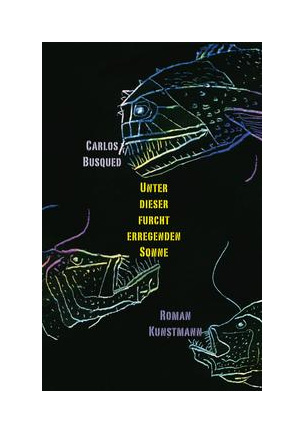 Carlos
Busqued
Unter
dieser
furcht
erregenden
Sonne
Roman
Kunstmann